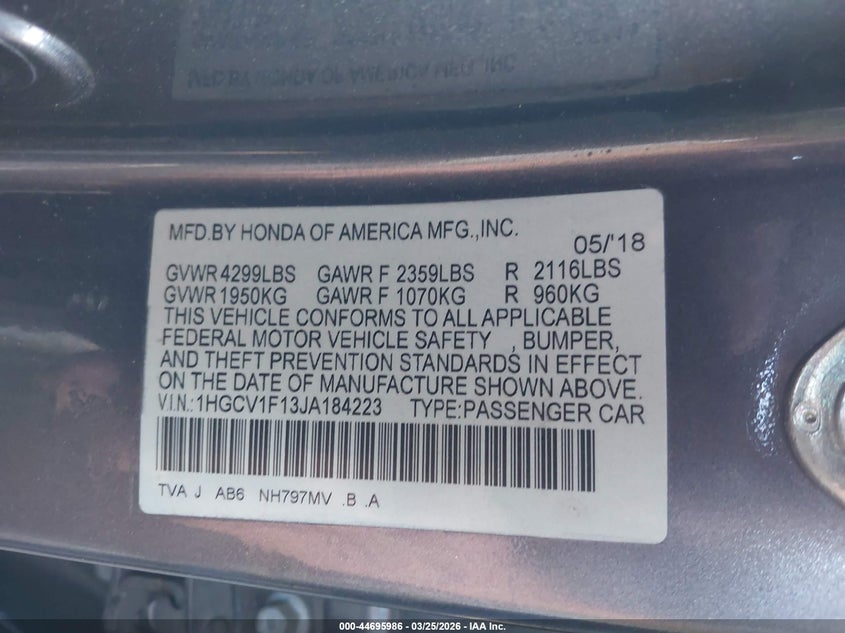 MFD.BY HONDA OF AMERICA MFG.,INC. 05/'18
GVWR 4299LBS GAWR F 2359LBS R 2116LBS
GVWR 1950KG GAWR F 1070KG R 960KG
THIS VEHICLE CONFORMS TO ALL APPLICABLE
FEDERAL MOTOR VEHICLE SAFETY , BUMPER,
AND THEFT PREVENTION STANDARDS IN EFFECT
ON THE DATE OF MANUFACTURE SHOWN ABOVE.
V.I.N.:1HGCV1F13JA184223 TYPE:PASSENGER CAR
TVA J AB6 NH797MV .B .A
000-44695986 - 03/25/2026 - IAA Inc.